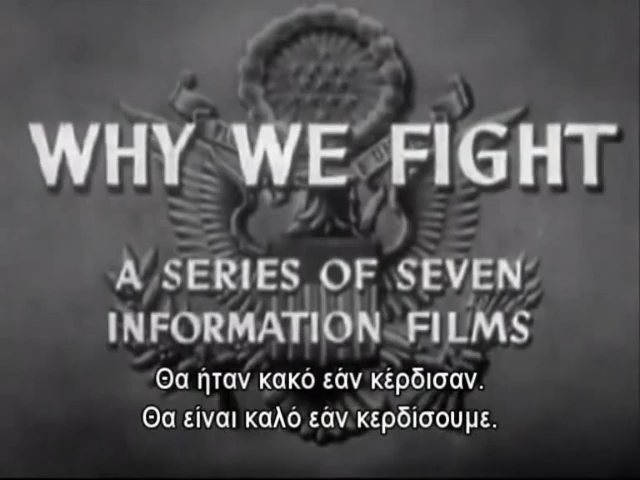 WHY WE FIGHT
A SERIES OF SEVEN
INFORMATION FILMS
Θα ήταν κακό εάν κέρδισαν.
Θα είναι καλό εάν κερδίσουμε.